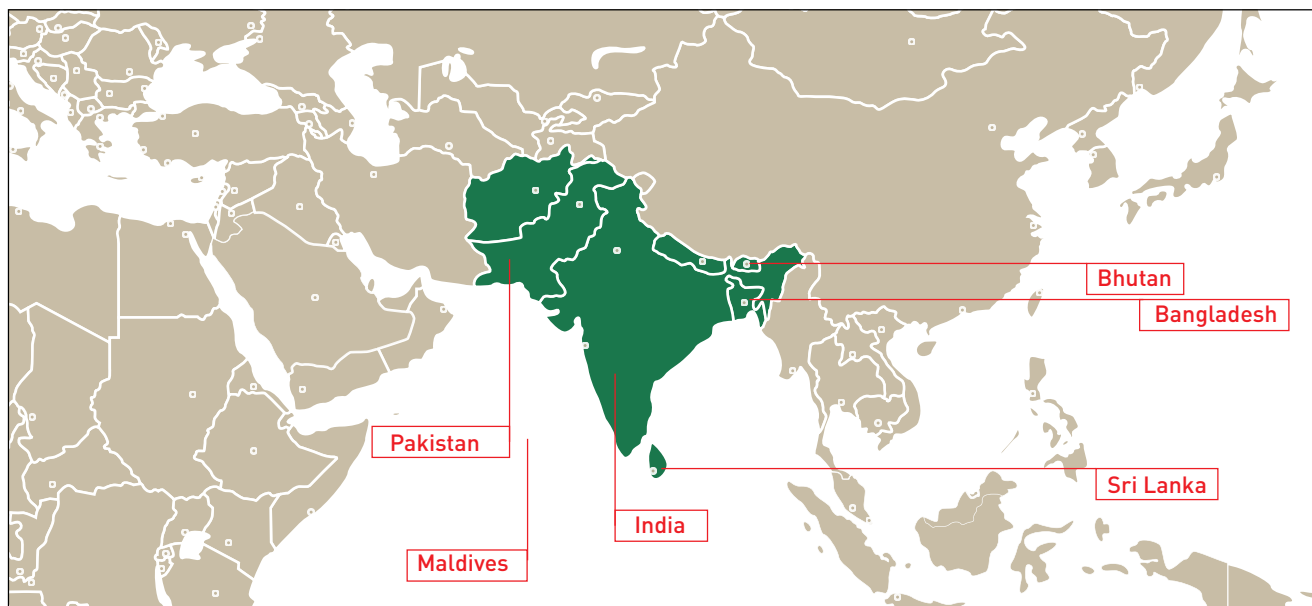 Bhutan
Bangladesh
Pakistan
Sri Lanka
India
Maldives